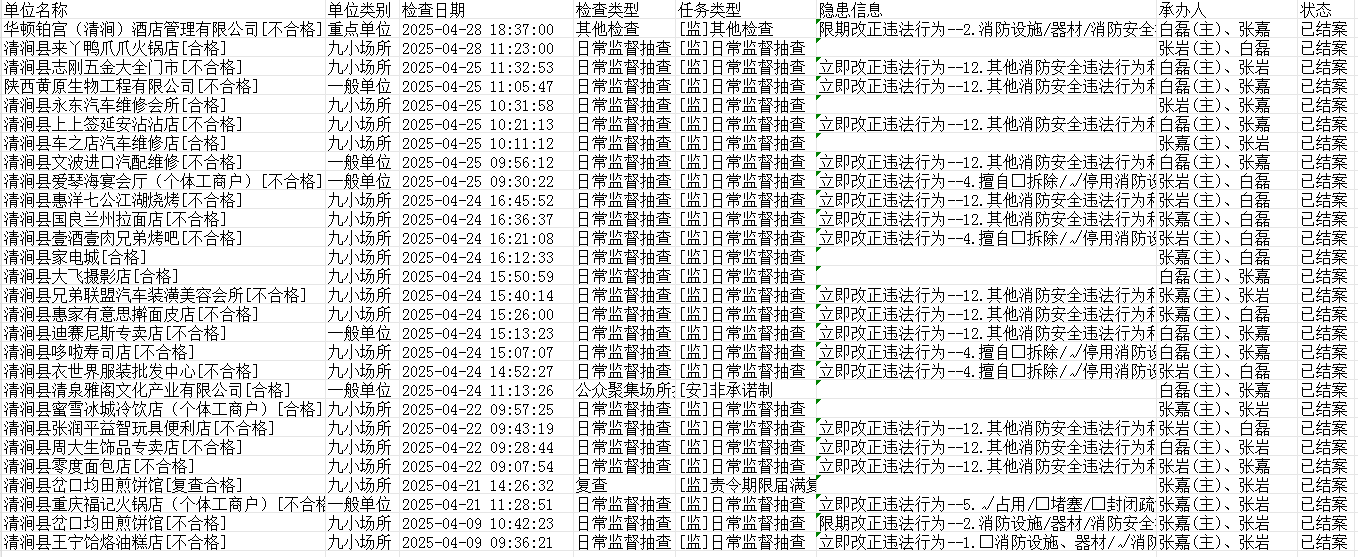 单位名称 单位类别 检查日期 检查类型 任务类型 隐患信息 承办人 状态
华顿铂宫（清涧）酒店管理有限公司[不合格] 重点单位 2025-04-28 18:37:00 其他检查 [监]其他检查 限期改正违法行为--2.消防设施/器材/消防安全 白磊(主)、张嘉 已结案
清涧县来丫鸭爪爪火锅店[合格] 九小场所 2025-04-25 11:23:00 日常监督抽查 [监]日常监督抽查 张岩(主)、白磊 已结案
清涧县志刚五金大全门市[不合格] 九小场所 2025-04-25 11:32:53 日常监督抽查 [监]日常监督抽查 立即改正违法行为--12.其他消防安全违法行为和 白磊(主)、张岩 已结案
陕西黄原生物工程有限公司[不合格] 一般单位 2025-04-25 11:05:47 日常监督抽查 [监]日常监督抽查 立即改正违法行为--12.其他消防安全违法行为和 白磊(主)、张嘉 已结案
清涧县永东汽车维修会所[合格] 九小场所 2025-04-25 10:31:58 日常监督抽查 [监]日常监督抽查 张岩(主)、白磊 已结案
清涧县上上签延安沾沾店[不合格] 九小场所 2025-04-25 10:21:13 日常监督抽查 [监]日常监督抽查 立即改正违法行为--12.其他消防安全违法行为和 白磊(主)、张嘉 已结案
清涧县车之店汽车维修店[合格] 九小场所 2025-04-25 10:11:12 日常监督抽查 [监]日常监督抽查 张嘉(主)、张岩 已结案
清涧县文波进口汽配维修[不合格] 一般单位 2025-04-25 09:56:12 日常监督抽查 [监]日常监督抽查 立即改正违法行为--12.其他消防安全违法行为和 白磊(主)、张嘉 已结案
清涧县爱琴海宴会厅（个体工商户）[不合格] 一般单位 2025-04-25 09:30:22 日常监督抽查 [监]日常监督抽查 立即改正违法行为--4.擅自□拆除/√停用消防设 张岩(主)、白磊 已结案
清涧县惠洋七公江湖烧烤[不合格] 九小场所 2025-04-24 16:45:52 日常监督抽查 [监]日常监督抽查 立即改正违法行为--12.其他消防安全违法行为和 张岩(主)、张嘉 已结案
清涧县国良兰州拉面店[不合格] 九小场所 2025-04-24 16:36:37 日常监督抽查 [监]日常监督抽查 立即改正违法行为--12.其他消防安全违法行为和 张嘉(主)、白磊 已结案
清涧县壹酒壹肉兄弟烤吧[不合格] 九小场所 2025-04-24 16:21:08 日常监督抽查 [监]日常监督抽查 立即改正违法行为--4.擅自□拆除/√停用消防设 张岩(主)、白磊 已结案
清涧县家电城[合格] 九小场所 2025-04-24 16:12:33 日常监督抽查 [监]日常监督抽查 张嘉(主)、白磊 已结案
清涧县大飞摄影店[合格] 九小场所 2025-04-24 15:50:59 日常监督抽查 [监]日常监督抽查 白磊(主)、张嘉 已结案
清涧县兄弟联盟汽车装潢美容会所[不合格] 九小场所 2025-04-24 15:40:14 日常监督抽查 [监]日常监督抽查 立即改正违法行为--12.其他消防安全违法行为和 张嘉(主)、张岩 已结案
清涧县惠家有意思擀面皮店[不合格] 九小场所 2025-04-24 15:26:00 日常监督抽查 [监]日常监督抽查 立即改正违法行为--12.其他消防安全违法行为和 张嘉(主)、张岩 已结案
清涧县迪赛尼斯专卖店[不合格] 一般单位 2025-04-24 15:13:23 日常监督抽查 [监]日常监督抽查 立即改正违法行为--12.其他消防安全违法行为和 白磊(主)、张嘉 已结案
清涧县哆啦寿司店[不合格] 九小场所 2025-04-24 15:07:07 日常监督抽查 [监]日常监督抽查 立即改正违法行为--4.擅自□拆除/√停用消防设 白磊(主)、张岩 已结案
清涧县衣世界服装批发中心[不合格] 九小场所 2025-04-24 14:52:27 日常监督抽查 [监]日常监督抽查 立即改正违法行为--4.擅自□拆除/√停用消防设 白磊(主)、张岩 已结案
清涧县清泉雅阁文化产业有限公司[合格] 一般单位 2025-04-24 11:13:26 公众聚集场所 [安]非承诺制 白磊(主)、张嘉 已结案
清涧县蜜雪冰城冷饮店（个体工商户）[合格] 九小场所 2025-04-22 09:57:25 日常监督抽查 [监]日常监督抽查 张嘉(主)、张岩 已结案
清涧县张润平益智玩具便利店[不合格] 九小场所 2025-04-22 09:43:19 日常监督抽查 [监]日常监督抽查 立即改正违法行为--12.其他消防安全违法行为和 张岩(主)、白磊 已结案
清涧县周大生饰品专卖店[不合格] 九小场所 2025-04-22 09:28:44 日常监督抽查 [监]日常监督抽查 立即改正违法行为--12.其他消防安全违法行为和 白磊(主)、张岩 已结案
清涧县零度面包店[不合格] 九小场所 2025-04-22 09:07:54 日常监督抽查 [监]日常监督抽查 立即改正违法行为--12.其他消防安全违法行为和 张岩(主)、张嘉 已结案
清涧县岔口均田煎饼馆[复查合格] 九小场所 2025-04-21 14:26:32 复查 [监]责令期限届满复 张嘉(主)、张岩 已结案
清涧县重庆福记火锅店（个体工商户）[不合格 一般单位 2025-04-21 11:28:51 日常监督抽查 [监]日常监督抽查 立即改正违法行为--5.√占用/□堵塞/□封闭疏 张嘉(主)、张岩 已结案
清涧县岔口均田煎饼馆[不合格] 九小场所 2025-04-09 10:42:23 日常监督抽查 [监]日常监督抽查 限期改正违法行为--2.消防设施/器材/消防安全 张嘉(主)、张岩 已结案
清涧县王宁饸烙油糕店[不合格] 九小场所 2025-04-09 09:36:21 日常监督抽查 [监]日常监督抽查 立即改正违法行为--1.□消防设施、器材/√消防 张嘉(主)、张岩 已结案